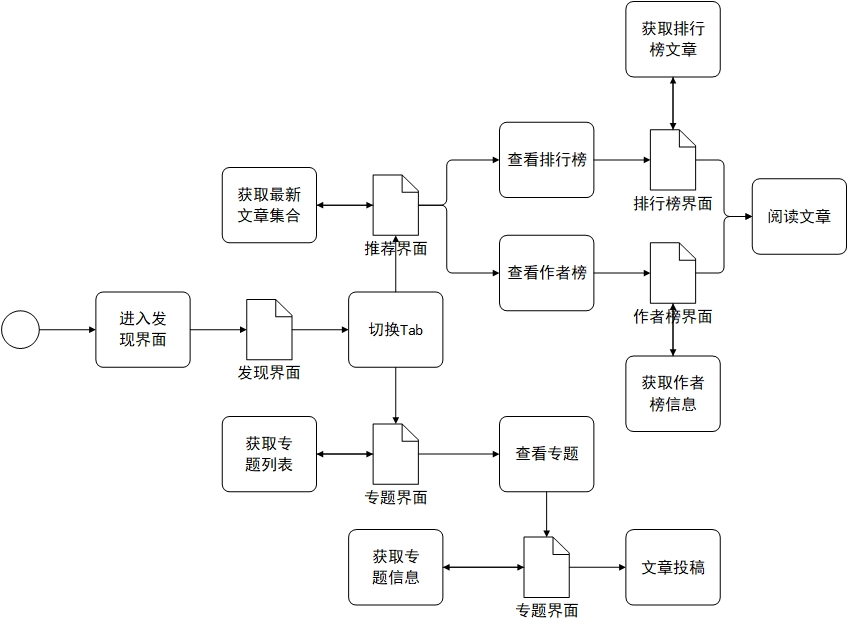 获取排行
榜文章
查看排行榜
排行榜界面
获取最新
文章集合
推荐界面
阅读文章
查看作者榜
作者榜界面
进入发
现界面
发现界面
切换Tab
获取作者
榜信息
获取专
题列表
专题界面
查看专题
获取专
题信息
专题界面
文章投稿